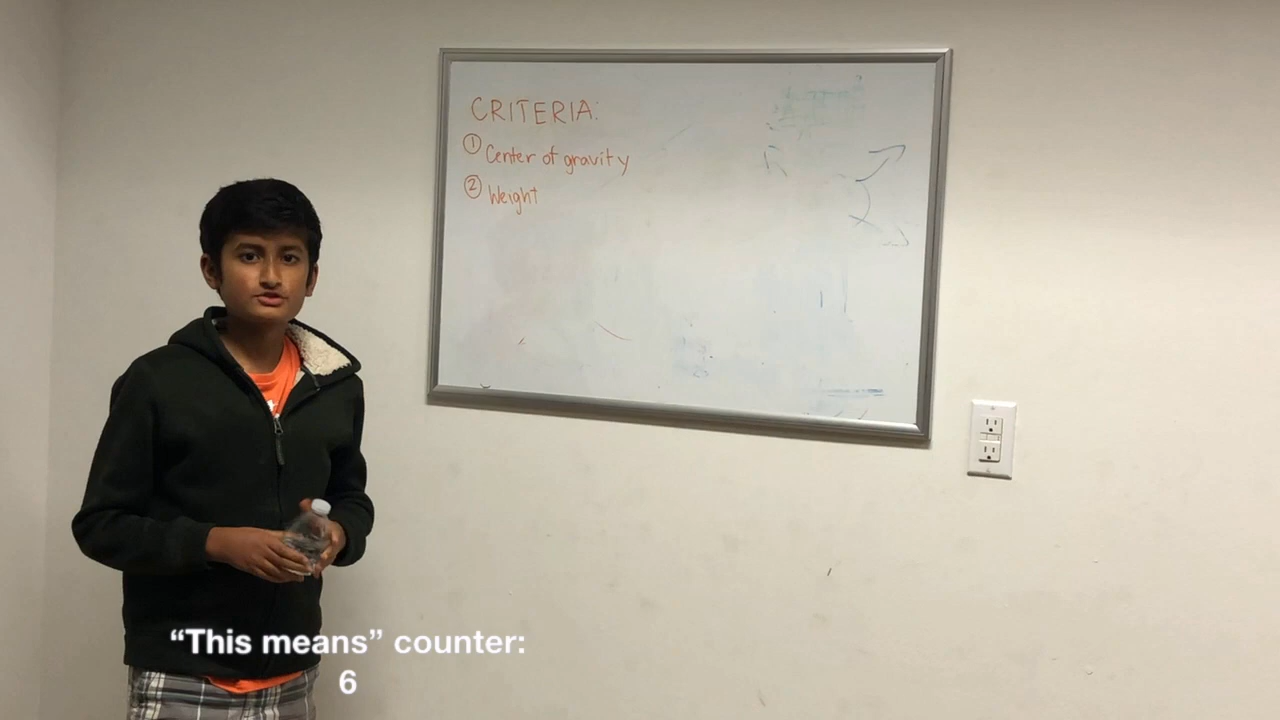 CRITERIA:
① Center of gravity
② Weight
“This means” counter:
6